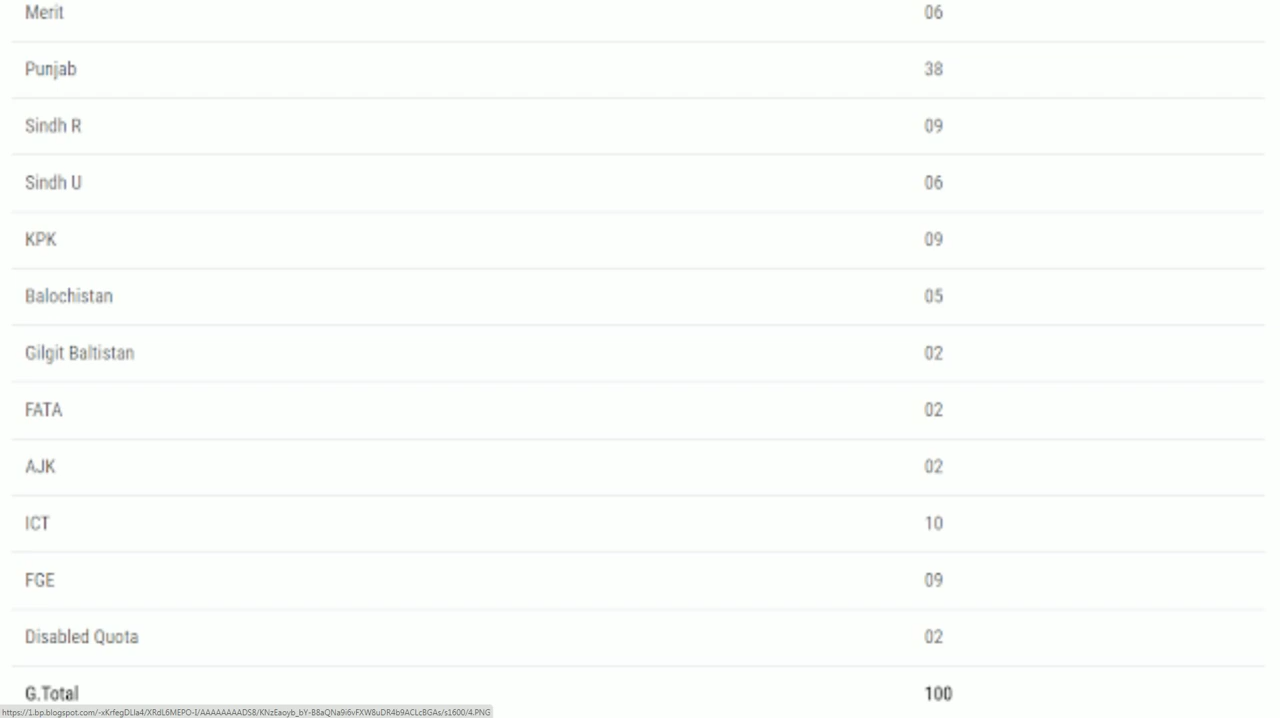 Merit 06
Punjab 38
Sindh R 09
Sindh U 06
KPK 09
Balochistan 05
Gilgit Baltistan 02
FATA 02
AJK 02
ICT 10
FGE 09
Disabled Quota 02
G.Total 100